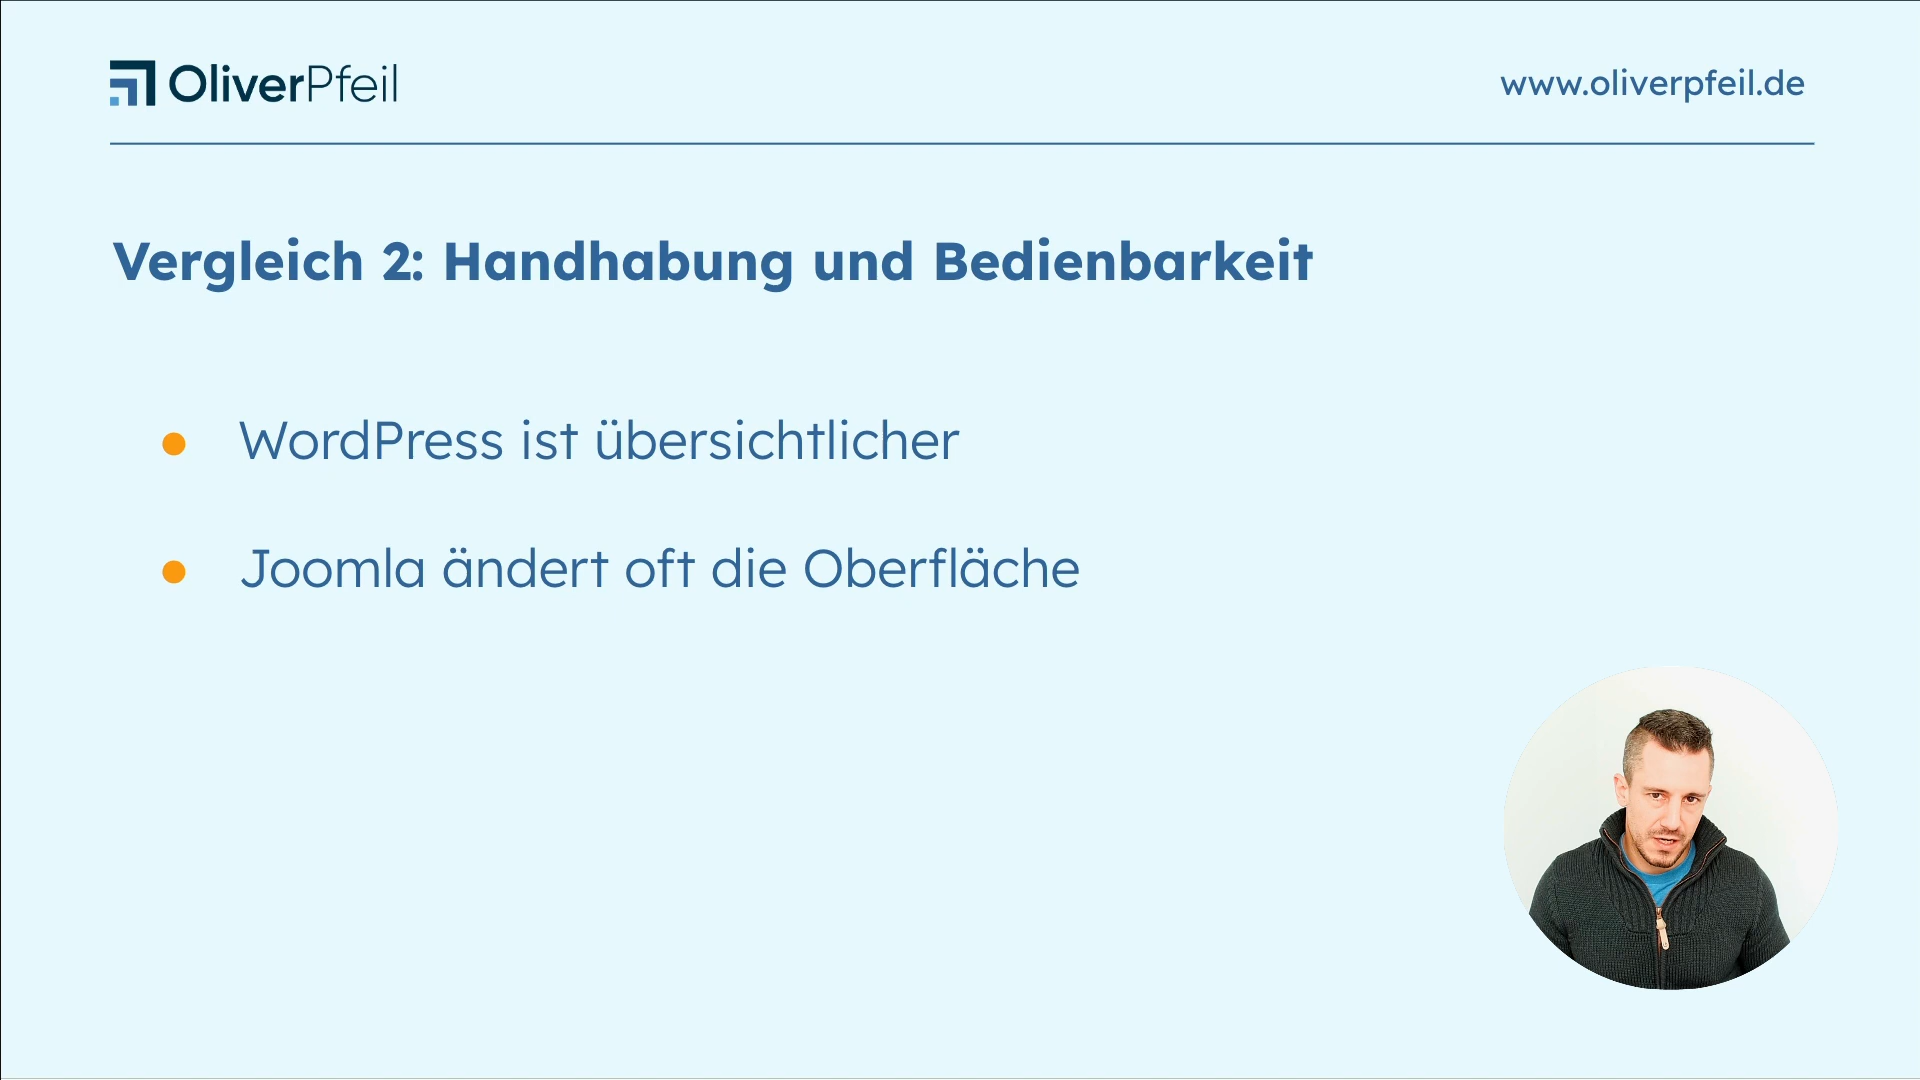 OliverPfeil
www.oliverpfeil.de
Vergleich 2: Handhabung und Bedienbarkeit
● WordPress ist übersichtlicher
● Joomla ändert oft die Oberfläche